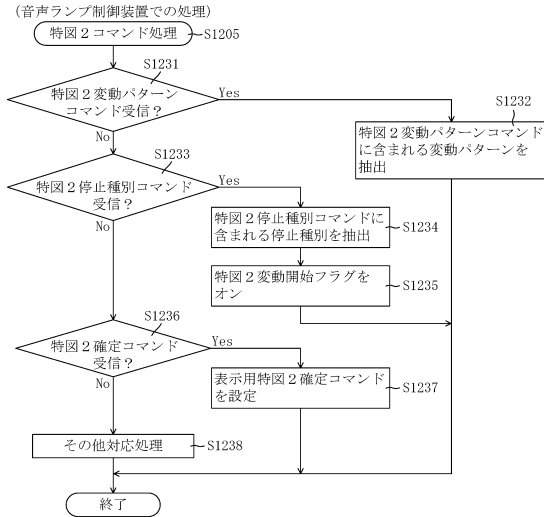 (音声ランプ制御装置での処理)
特図2コマンド処理
S1205
S1231
特図2変動パターン
コマンド受信?
Yes
No
S1232
特図2変動パターンコマンド
に含まれる変動パターンを
抽出
S1233
特図2停止種別コマンド
受信?
Yes
No
特図2停止種別コマンドに
含まれる停止種別を抽出
S1234
特図2変動開始フラグを
オン
S1235
S1236
特図2確定コマンド
受信?
Yes
No
表示用特図2確定コマンド
を設定
S1237
その他対応処理
S1238
終了